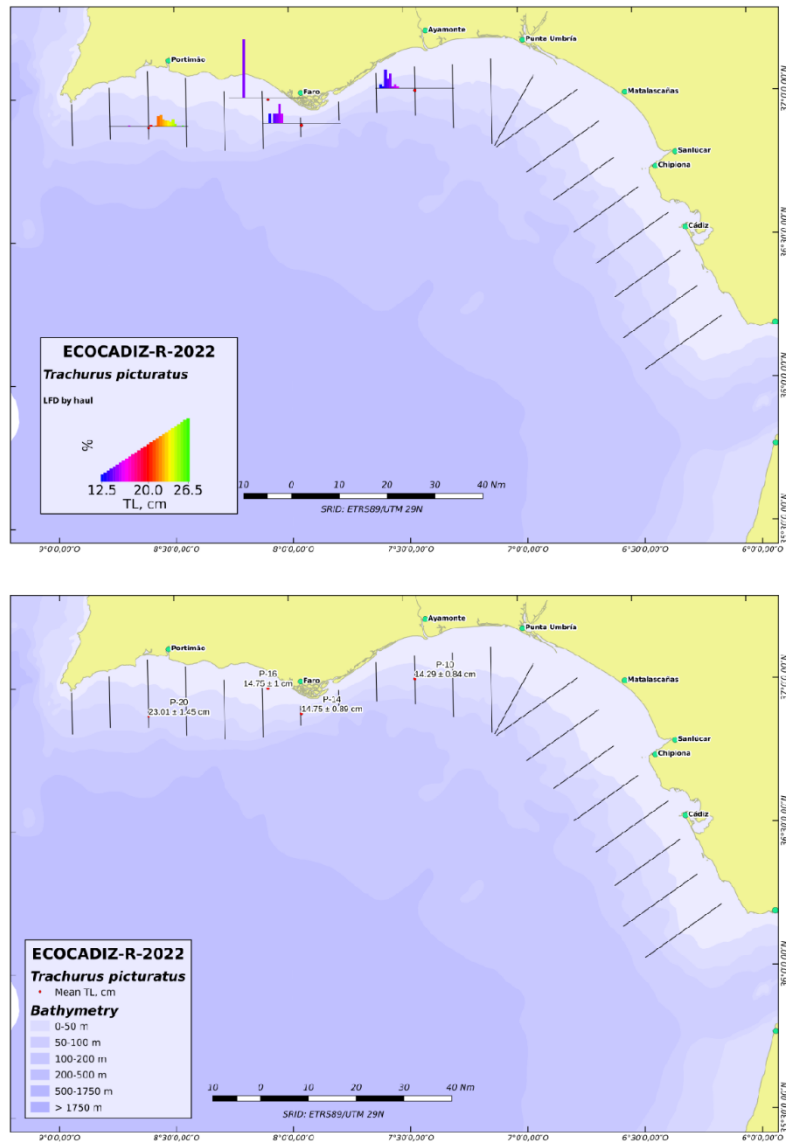 Ayamonte
Punta Umbría
Portimão
Faro
Matalascañas
Sanlucar
Chipiona
Cádiz
ECOCADIZ-R-2022
Trachurus picturatus
LFD by haul
%
12.5 20.0 26.5
TL, cm
10 0 10 20 30 40 Nm
SRID: ETRS89/UTM 29N
9°0'0,0"O 8°30'0,0"O 8°0'0,0"O 7°30'0,0"O 7°0'0,0"O 6°30'0,0"O 6°0'0,0"O
Ayamonte
Punta Umbría
Portimão
P-16
14.75 ± 1 cm
Faro
P-10
14.29 ± 0.84 cm
Matalascañas
P-20
23.01 ± 1.45 cm
14.75 ± 0.89 cm
Sanlucar
Chipiona
Cádiz
ECOCADIZ-R-2022
Trachurus picturatus
Mean TL, cm
Bathymetry
0-50 m
50-100 m
100-200 m
200-500 m
500-1750 m
> 1750 m
10 0 10 20 30 40 Nm
SRID: ETRS89/UTM 29N
9°0'0,0"O 8°30'0,0"O 8°0'0,0"O 7°30'0,0"O 7°0'0,0"O 6°30'0,0"O 6°0'0,0"O